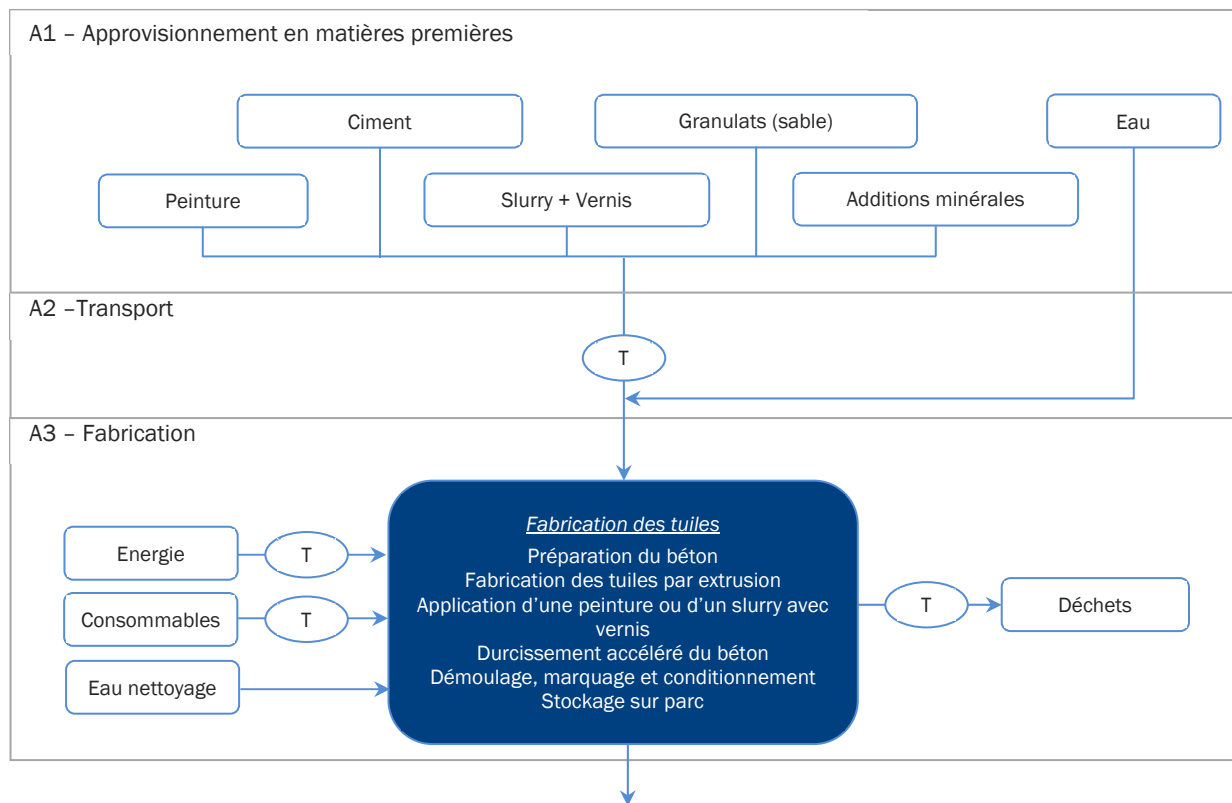 A1 – Approvisionnement en matières premières
Ciment
Granulats (sable)
Eau
Peinture
Slurry + Vernis
Additions minérales
A2 –Transport
T
A3 – Fabrication
Fabrication des tuiles
Préparation du béton
Fabrication des tuiles par extrusion
Application d'une peinture ou d'un slurry avec
vernis
Durcissement accéléré du béton
Démoulage, marquage et conditionnement
Stockage sur parc
Energie
T
Consommables
T
Eau nettoyage
T
Déchets